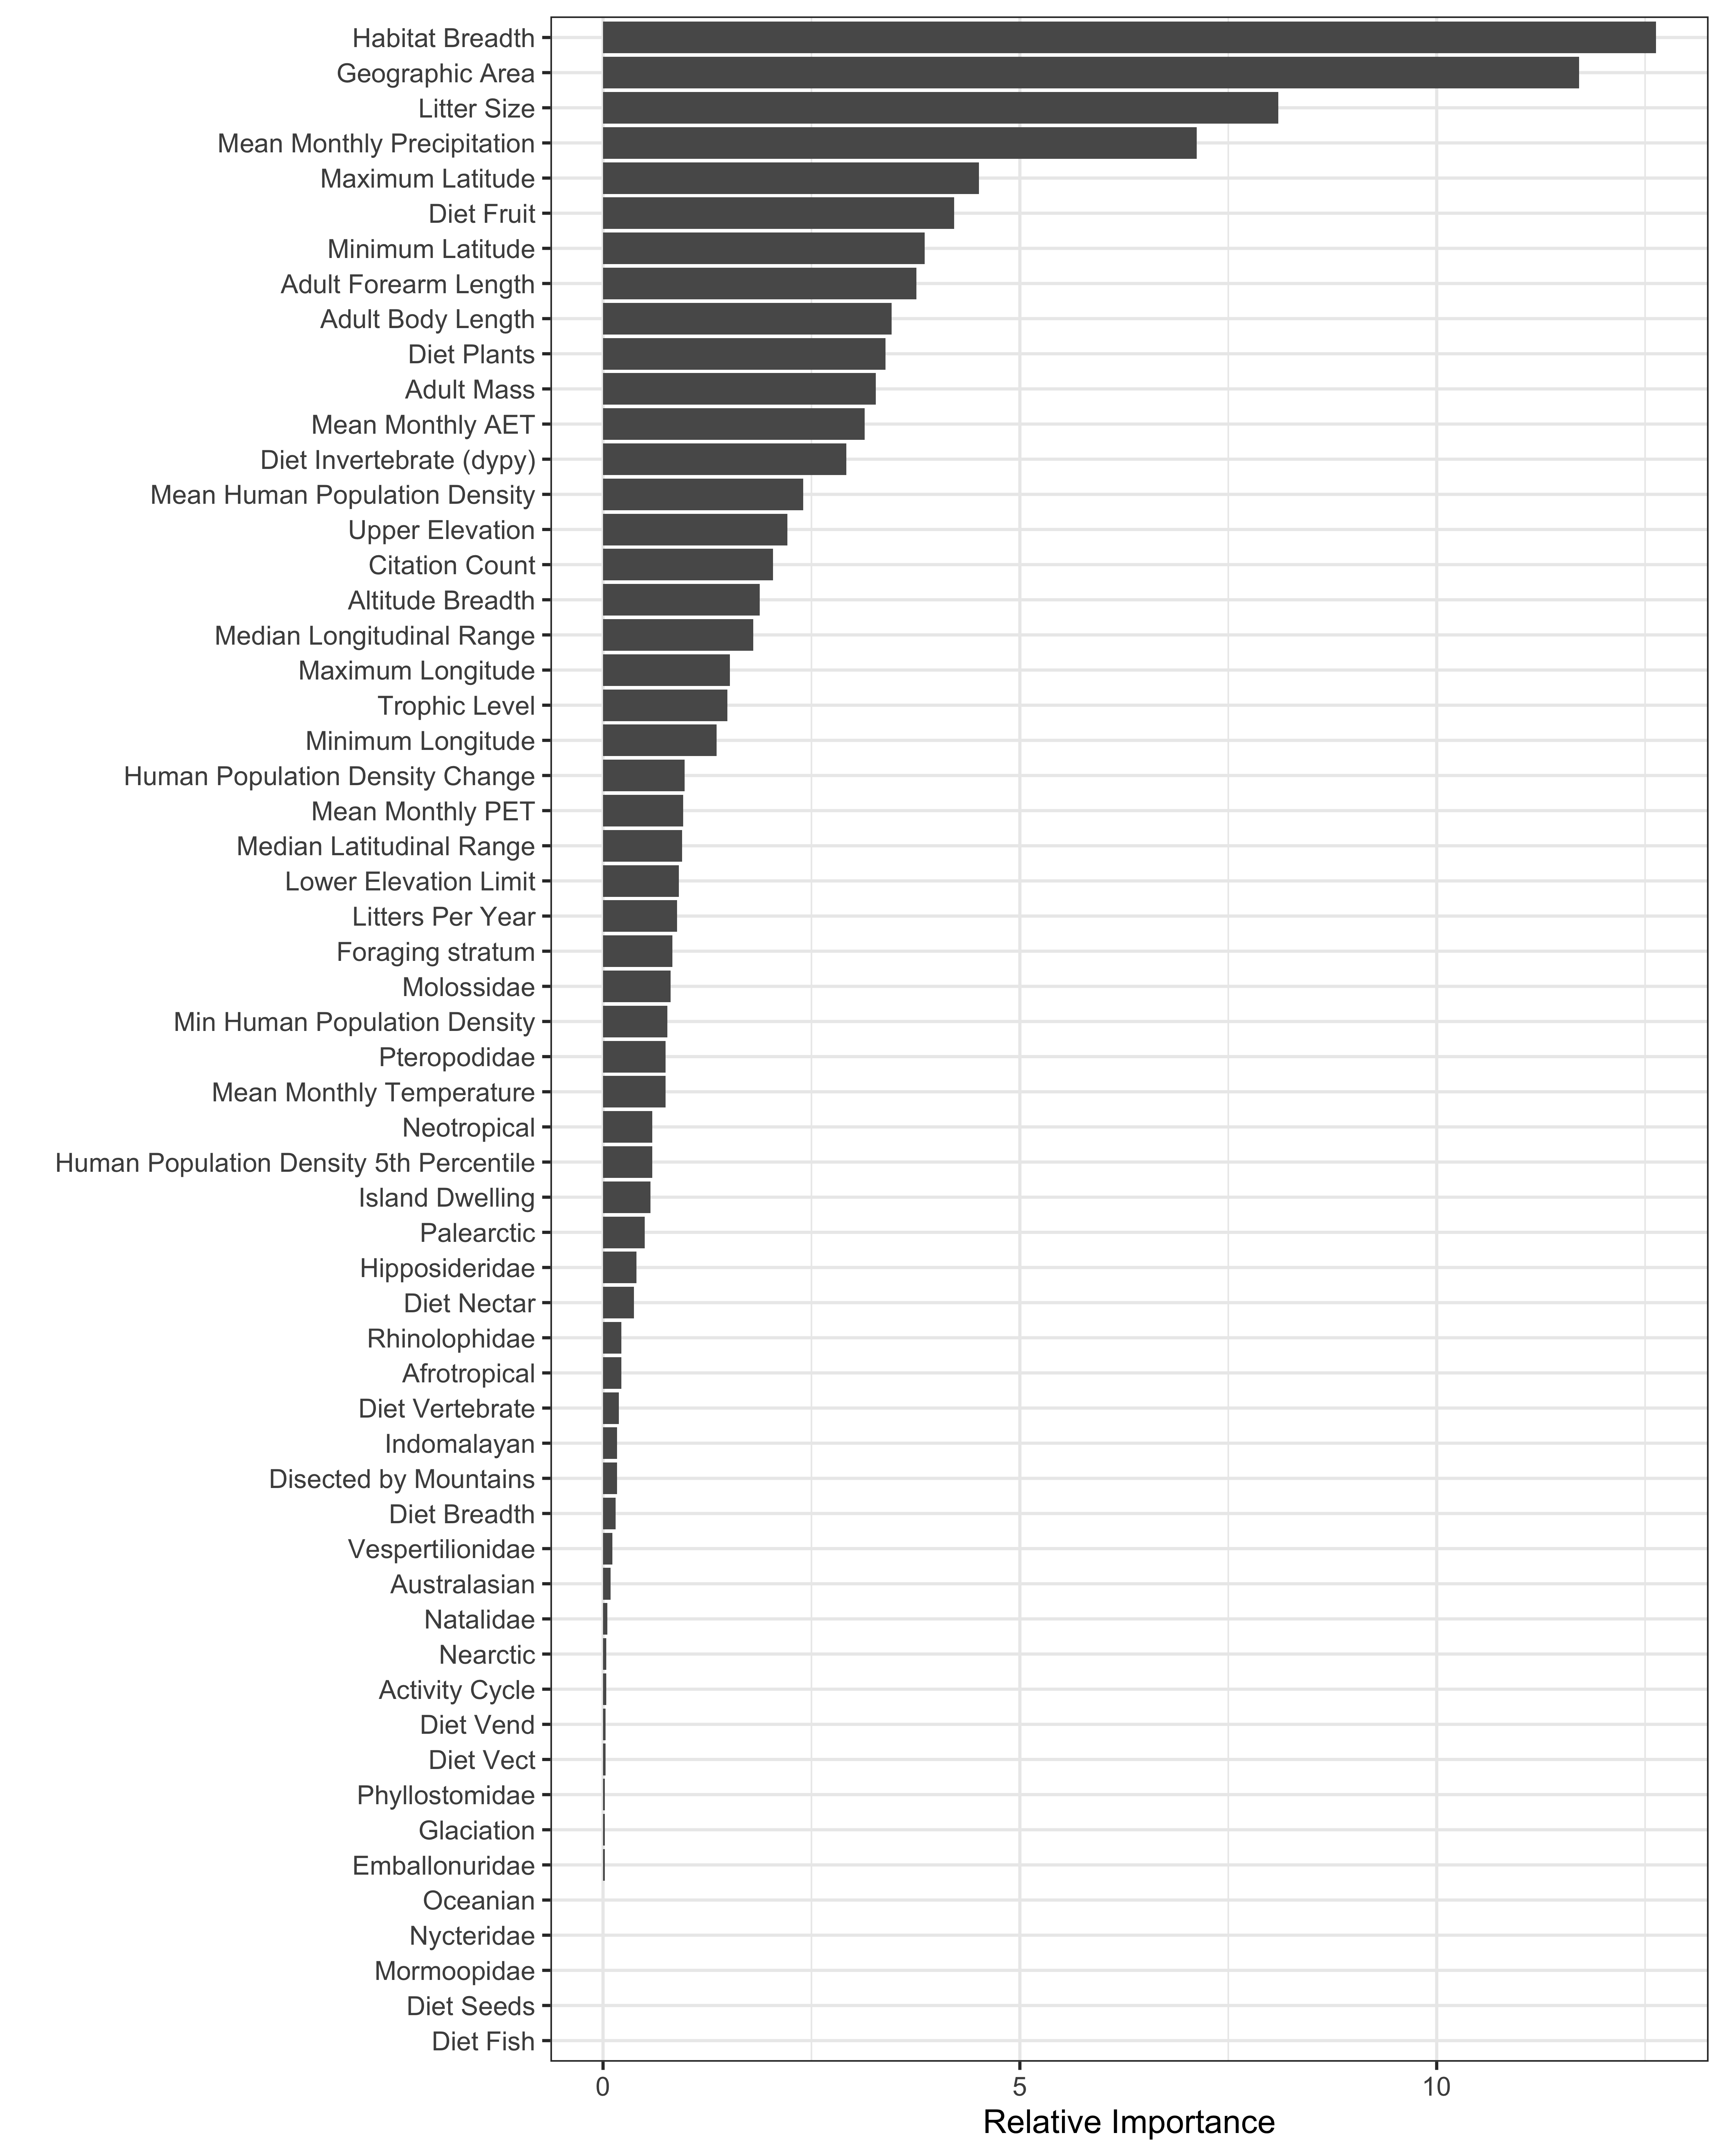 Habitat Breadth
Geographic Area
Litter Size
Mean Monthly Precipitation
Maximum Latitude
Diet Fruit
Minimum Latitude
Adult Forearm Length
Adult Body Length
Diet Plants
Adult Mass
Mean Monthly AET
Diet Invertebrate (dypy)
Mean Human Population Density
Upper Elevation
Citation Count
Altitude Breadth
Median Longitudinal Range
Maximum Longitude
Trophic Level
Minimum Longitude
Human Population Density Change
Mean Monthly PET
Median Latitudinal Range
Lower Elevation Limit
Litters Per Year
Foraging stratum
Molossidae
Min Human Population Density
Pteropodidae
Mean Monthly Temperature
Neotropical
Human Population Density 5th Percentile
Island Dwelling
Palearctic
Hipposideridae
Diet Nectar
Rhinolophidae
Afrotropical
Diet Vertebrate
Indomalayan
Disected by Mountains
Diet Breadth
Vespertilionidae
Australasian
Natalidae
Nearctic
Activity Cycle
Diet Vend
Diet Vect
Phyllostomidae
Glaciation
Emballonuridae
Oceanian
Nycteridae
Mormoopidae
Diet Seeds
Diet Fish
0 5 10
Relative Importance